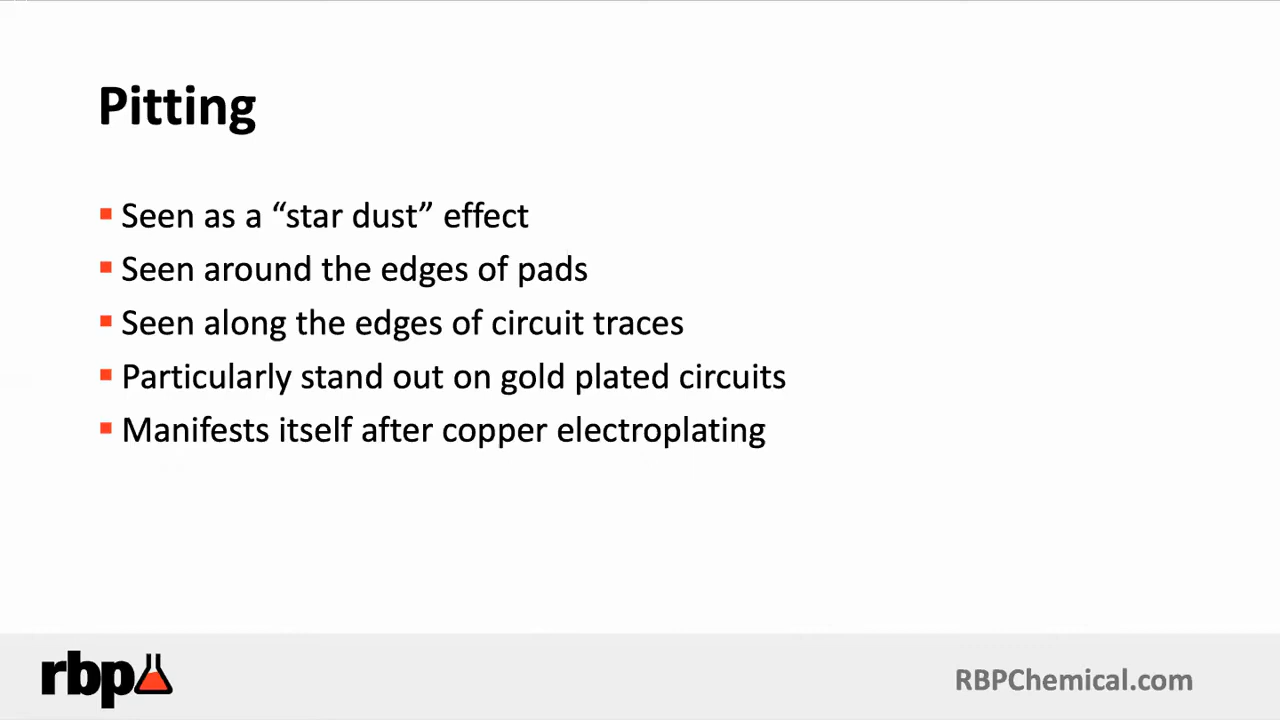 Pitting
▪ Seen as a “star dust” effect
▪ Seen around the edges of pads
▪ Seen along the edges of circuit traces
▪ Particularly stand out on gold plated circuits
▪ Manifests itself after copper electroplating
rbp
RBPChemical.com